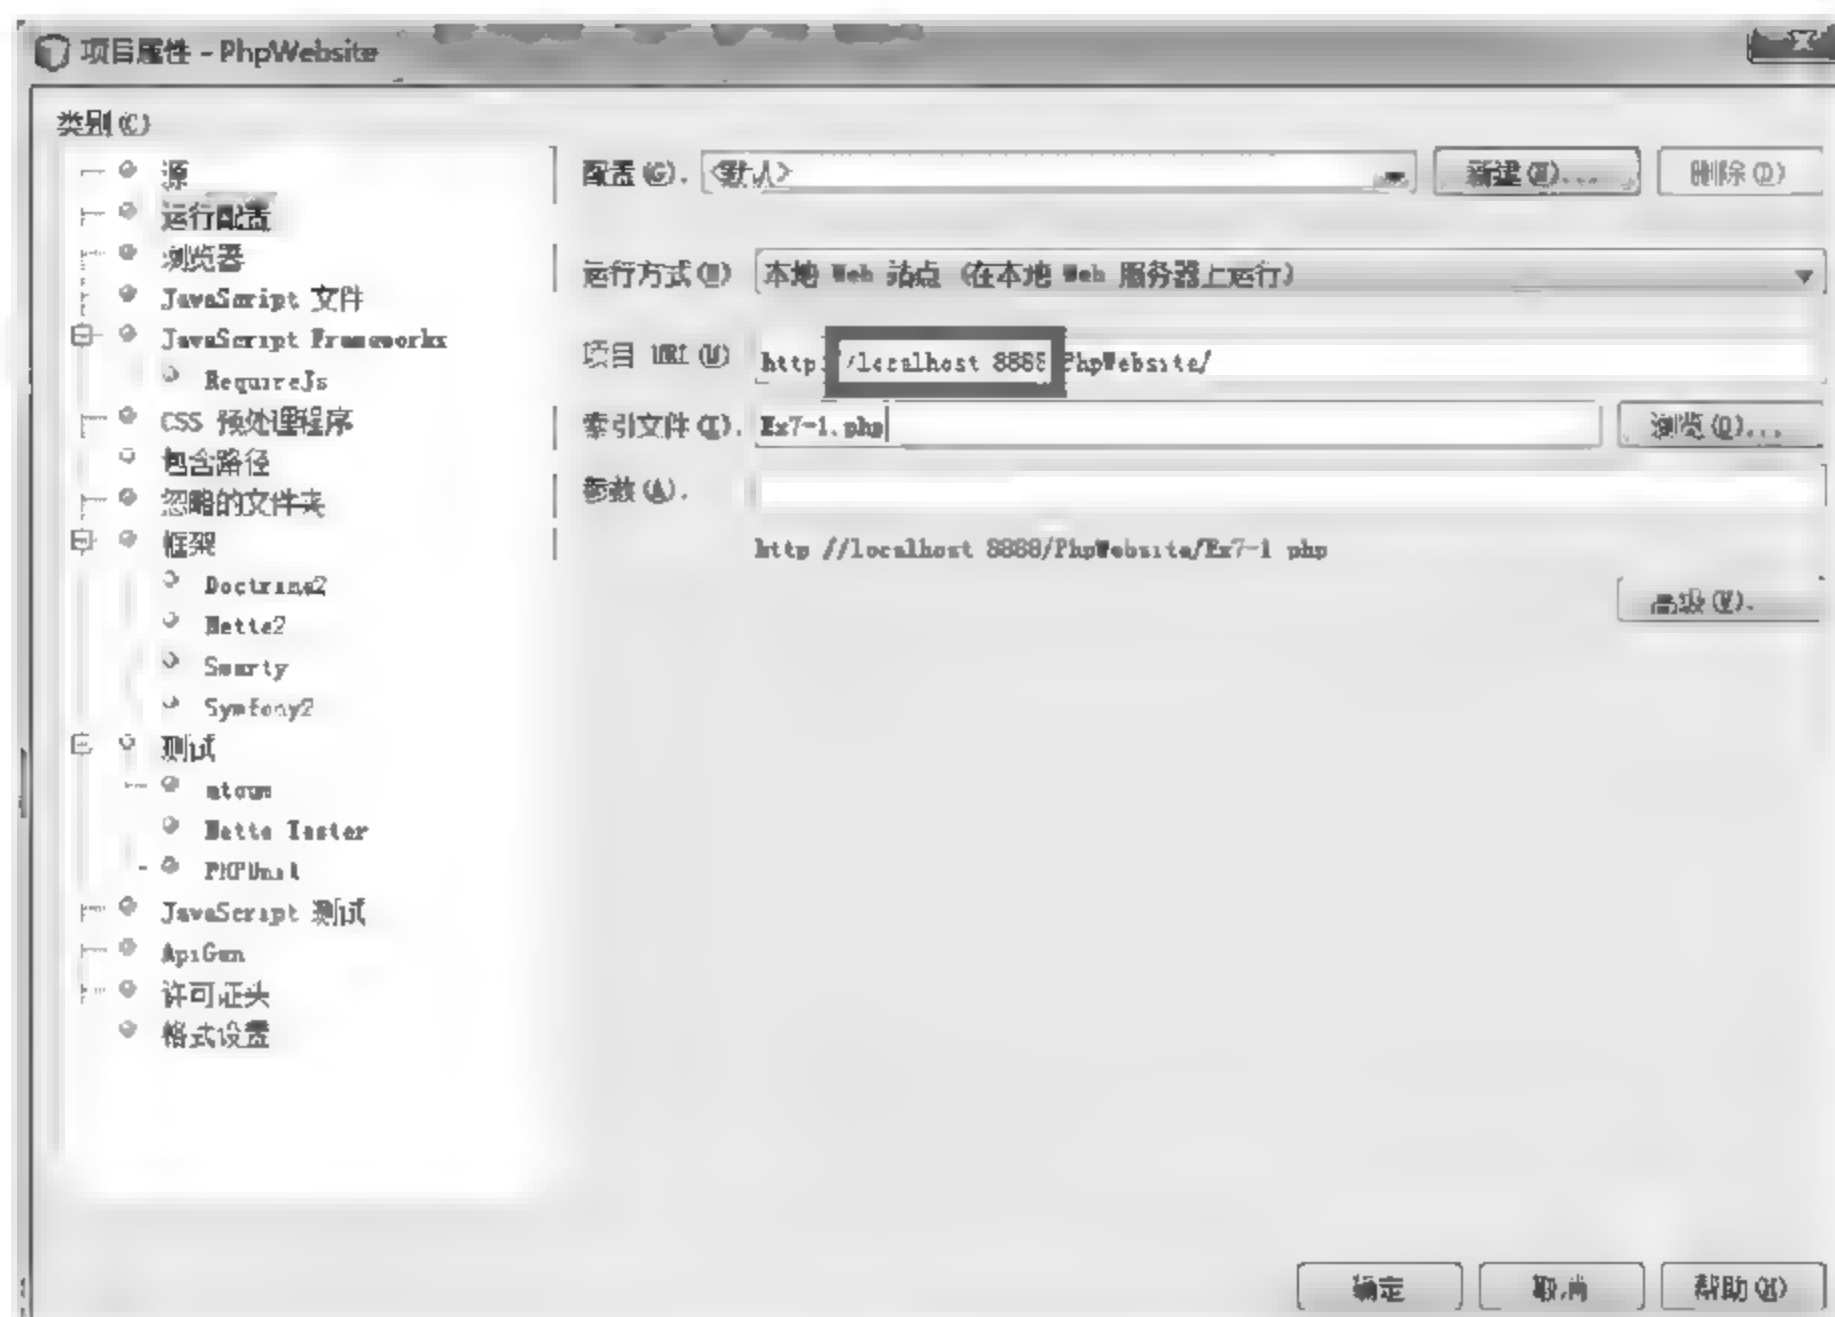 项目属性 - PhpWebsite
类别(C)
源
运行配置
浏览器
JavaScript 文件
JavaScript Frameworks
RequireJs
CSS 预处理程序
包含路径
忽略的文件夹
框架
Doctrine2
Nette2
Smarty
Symfony2
测试
atoum
Nette Tester
PHPUnit
JavaScript 测试
ApiGen
许可证头
格式设置
配置(G): <默认> 新建(N)... 删除(D)
运行方式(R) 本地 Web 站点 (在本地 Web 服务器上运行)
项目 URL(U) http://localhost:8888/PhpWebsite/
索引文件(I): Ex7-1.php 浏览(O)...
参数(A):
http://localhost:8888/PhpWebsite/Ex7-1.php
高级(V)...
确定 取消 帮助(H)